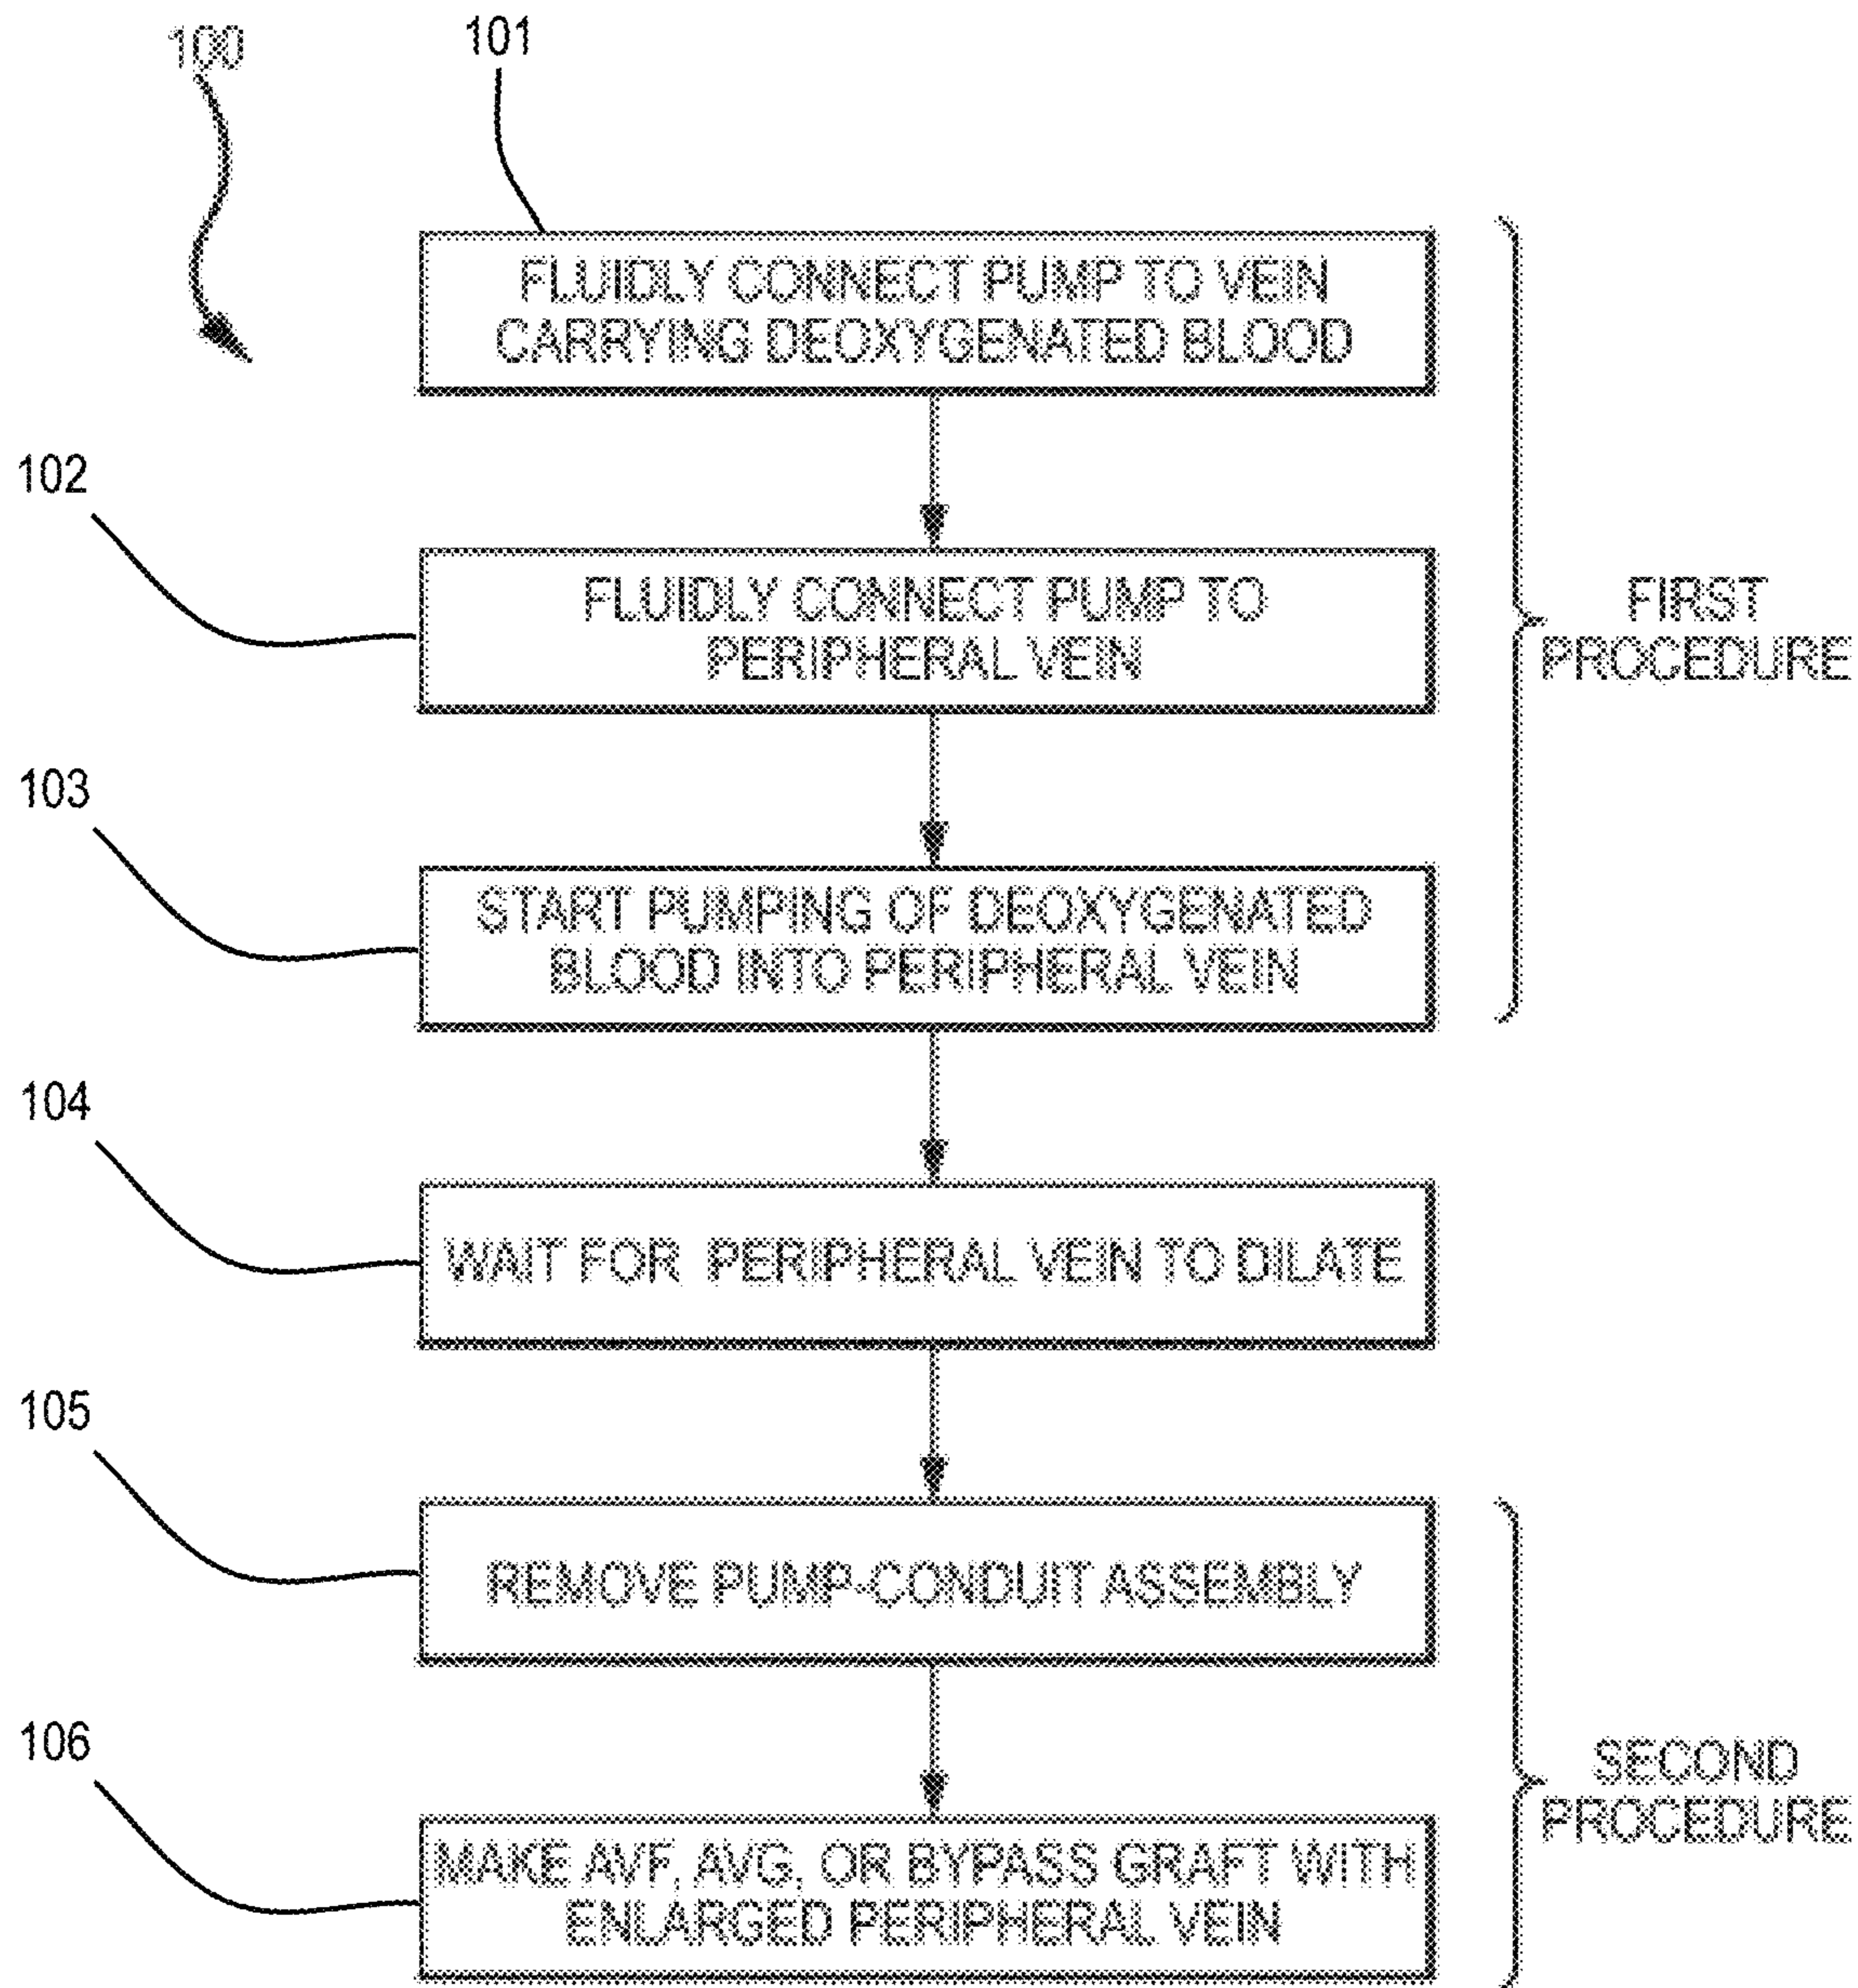 100
101
FLUIDLY CONNECT PUMP TO VEIN
CARRYING DEOXYGENATED BLOOD
102
FLUIDLY CONNECT PUMP TO
PERIPHERAL VEIN
FIRST
PROCEDURE
103
START PUMPING OF DEOXYGENATED
BLOOD INTO PERIPHERAL VEIN
104
WAIT FOR PERIPHERAL VEIN TO DILATE
105
REMOVE PUMP-CONDUIT ASSEMBLY
106
MAKE AVF, AVG, OR BYPASS GRAFT WITH
ENLARGED PERIPHERAL VEIN
SECOND
PROCEDURE